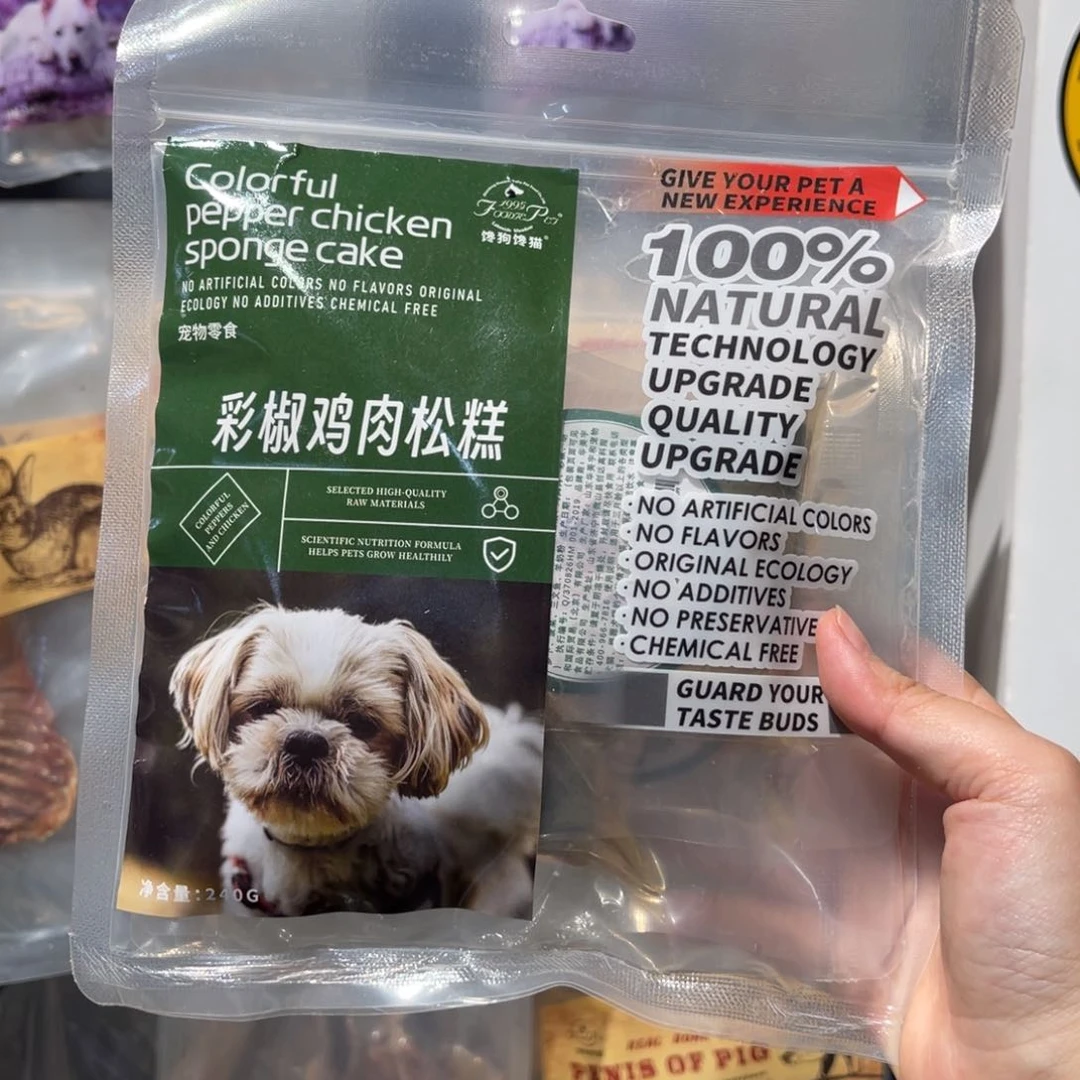 Colorful
pepper chicken
sponge cake
NO ARTIFICIAL COLORS NO FLAVORS ORIGINAL
ECOLOGY NO ADDITIVES CHEMICAL FREE
宠物零食
1995
馋狗馋猫
彩椒鸡肉松糕
COLORFUL
PEPPERS
AND CHICKEN
SELECTED HIGH-QUALITY
RAW MATERIALS
SCIENTIFIC NUTRITION FORMULA
HELPS PETS GROW HEALTHILY
净含量:240G
GIVE YOUR PET A
NEW EXPERIENCE
100%
NATURAL
TECHNOLOGY
UPGRADE
QUALITY
UPGRADE
· NO ARTIFICIAL COLORS
· NO FLAVORS
· ORIGINAL ECOLOGY
· NO ADDITIVES
· NO PRESERVATIVE
· CHEMICAL FREE
GUARD YOUR
TASTE BUDS
PENIS OF PIG